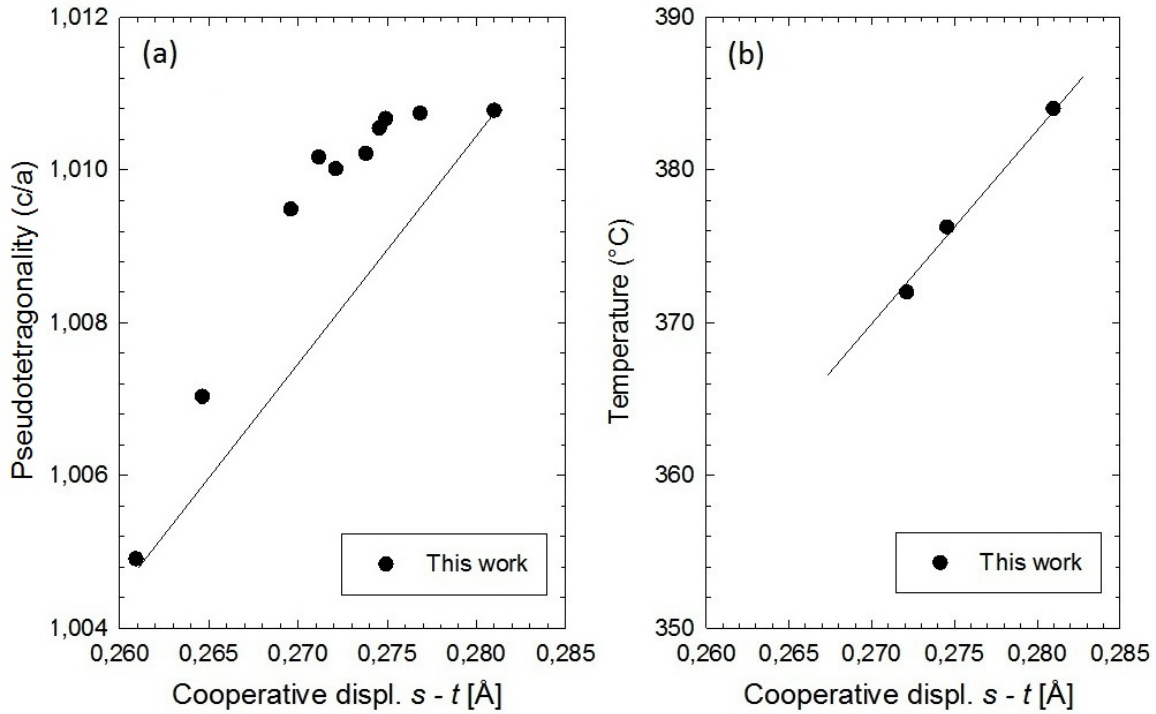 (a)
1,012
1,010
1,008
1,006
1,004
Pseudotetragonality (c/a)
0,260 0,265 0,270 0,275 0,280 0,285
Cooperative displ. s - t [Å]
This work
(b)
390
380
370
360
350
Temperature (°C)
0,260 0,265 0,270 0,275 0,280 0,285
Cooperative displ. s - t [Å]
This work